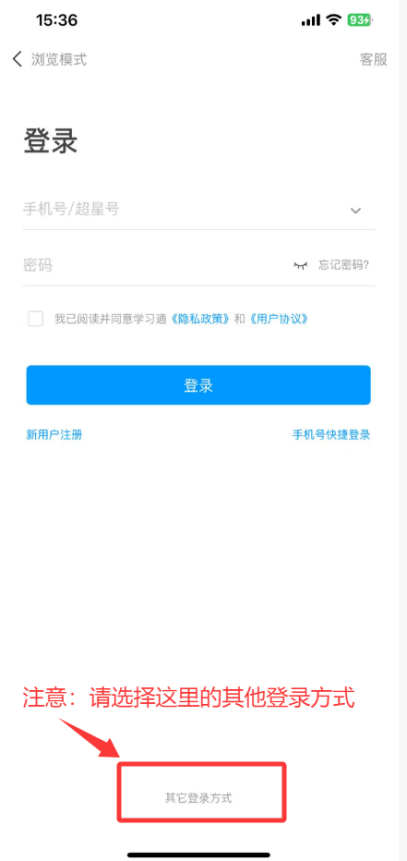 15:36
93
浏览模式
客服
登录
手机号/超星号
密码
忘记密码?
我已阅读并同意学习通《隐私政策》和《用户协议》
登录
新用户注册
手机号快捷登录
注意：请选择这里的其他登录方式
其它登录方式